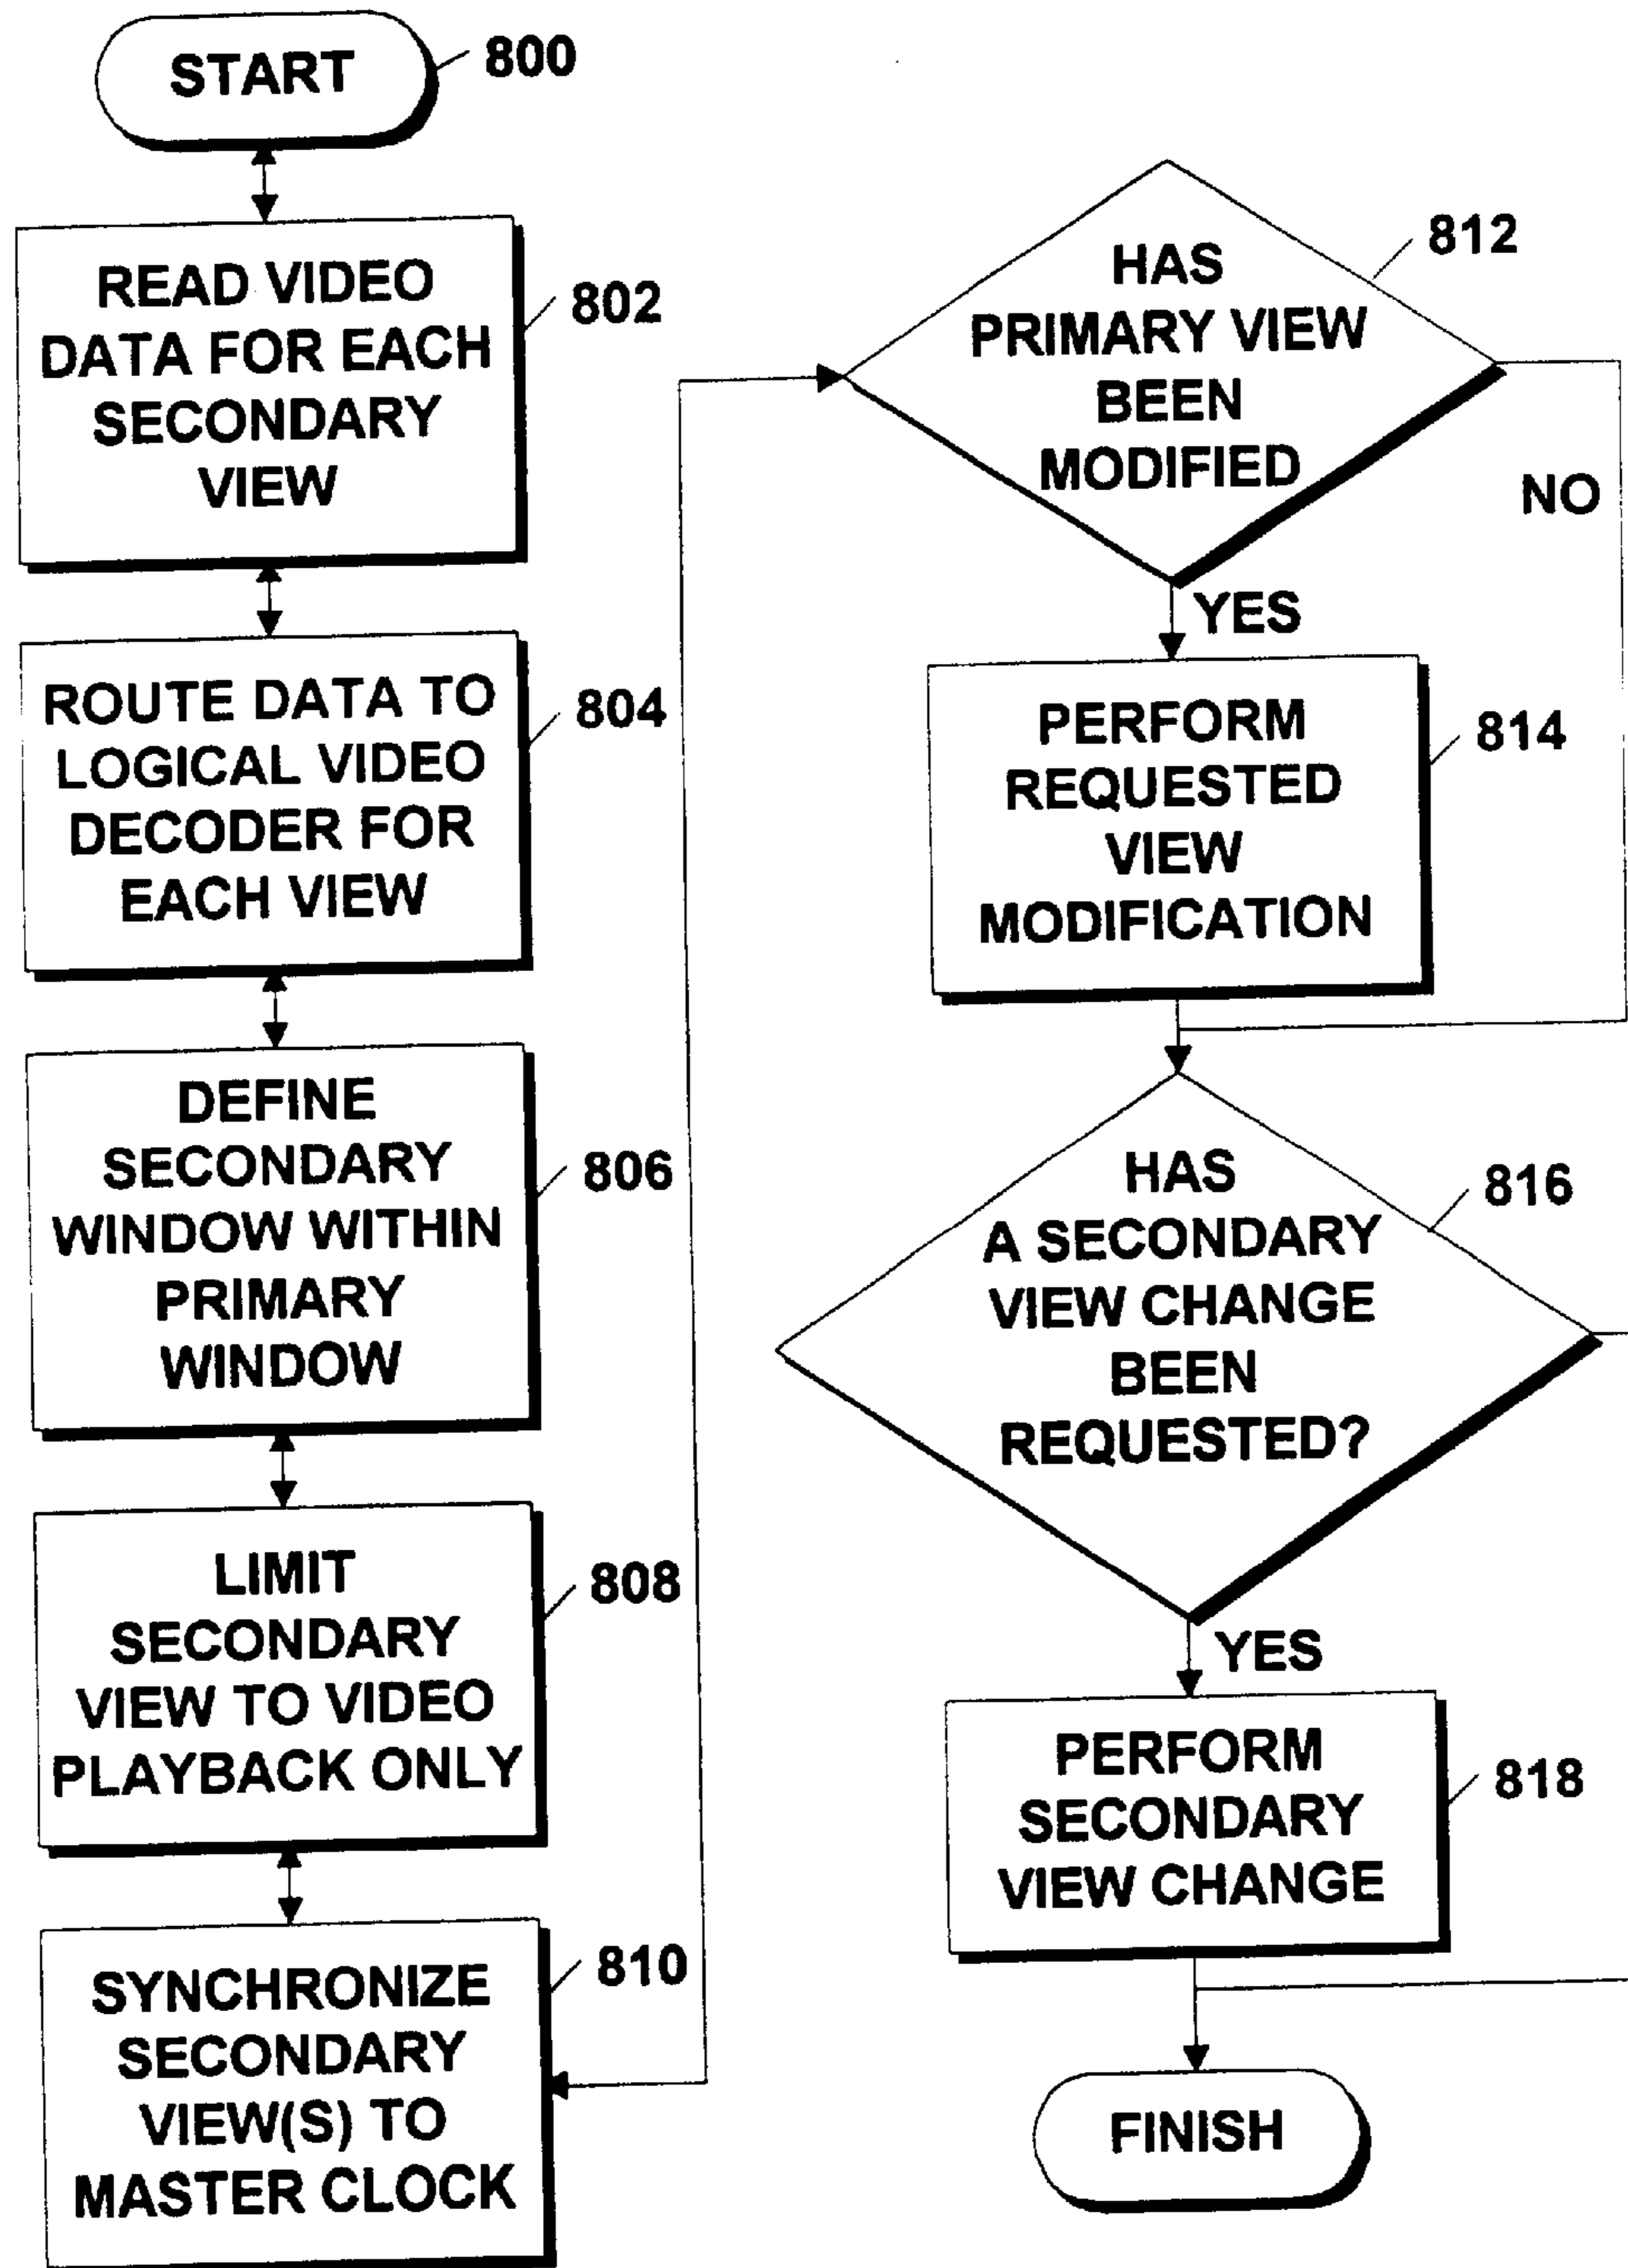 START
800
READ VIDEO
DATA FOR EACH
SECONDARY
VIEW
802
ROUTE DATA TO
LOGICAL VIDEO
DECODER FOR
EACH VIEW
804
DEFINE
SECONDARY
WINDOW WITHIN
PRIMARY
WINDOW
806
LIMIT
SECONDARY
VIEW TO VIDEO
PLAYBACK ONLY
808
SYNCHRONIZE
SECONDARY
VIEW(S) TO
MASTER CLOCK
810
HAS
PRIMARY VIEW
BEEN
MODIFIED
812
NO
YES
PERFORM
REQUESTED
VIEW
MODIFICATION
814
HAS
A SECONDARY
VIEW CHANGE
BEEN
REQUESTED?
816
YES
PERFORM
SECONDARY
VIEW CHANGE
818
FINISH